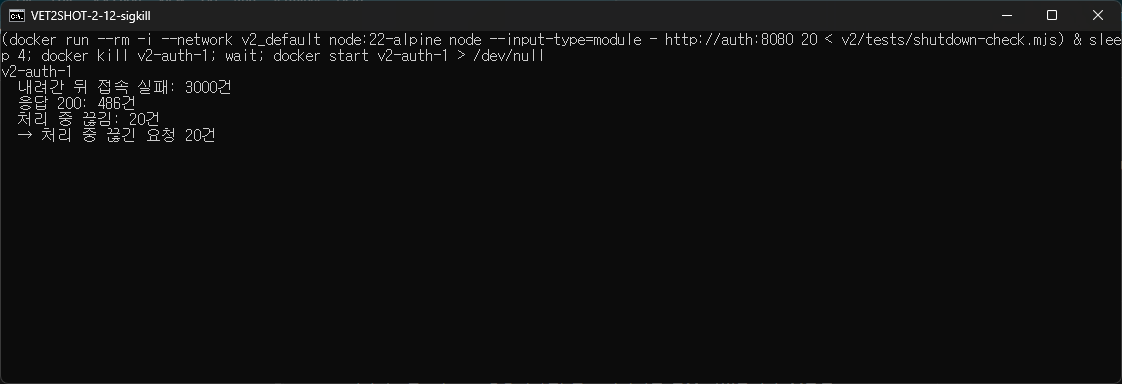 VET2SHOT-2-12-sigkill
(docker run --rm -i --network v2_default node:22-alpine node --input-type=module - http://auth:8080 20 < v2/tests/shutdown-check.mjs) & slee
p 4; docker kill v2-auth-1; wait; docker start v2-auth-1 > /dev/null
v2-auth-1
내려간 뒤 접속 실패: 3000건
응답 200: 486건
처리 중 끊김: 20건
→ 처리 중 끊긴 요청 20건